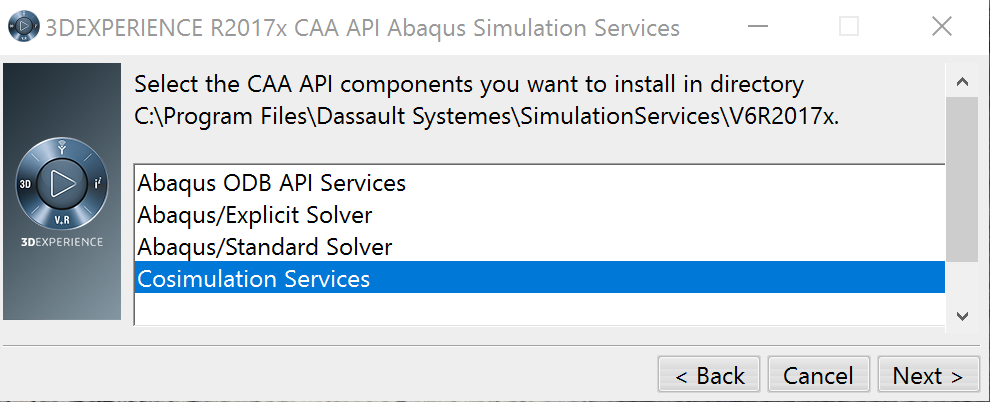 3DEXPERIENCE R2017x CAA API Abaqus Simulation Services
Select the CAA API components you want to install in directory
C:\Program Files\Dassault Systemes\SimulationServices\V6R2017x.
3D
V.R
3DEXPERIENCE
Abaqus ODB API Services
Abaqus/Explicit Solver
Abaqus/Standard Solver
Cosimulation Services
< Back
Cancel
Next >